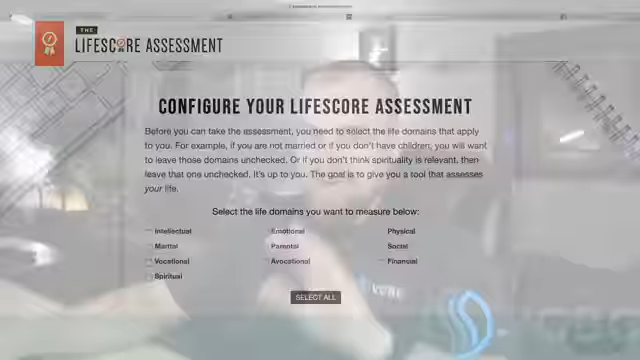 THE
LIFESCORE ASSESSMENT
CONFIGURE YOUR LIFESCORE ASSESSMENT
Before you can take the assessment, you need to select the life domains that apply
to you. For example, if you are not married or if you don't have children, you will want
to leave those domains unchecked. Or if you don't think spirituality is relevant, then
leave that one unchecked. It's up to you. The goal is to give you a tool that assesses
your life.
Select the life domains you want to measure below:
Intellectual Emotional Physical
Marital Parental Social
Vocational Avocational Financial
Spiritual
SELECT ALL